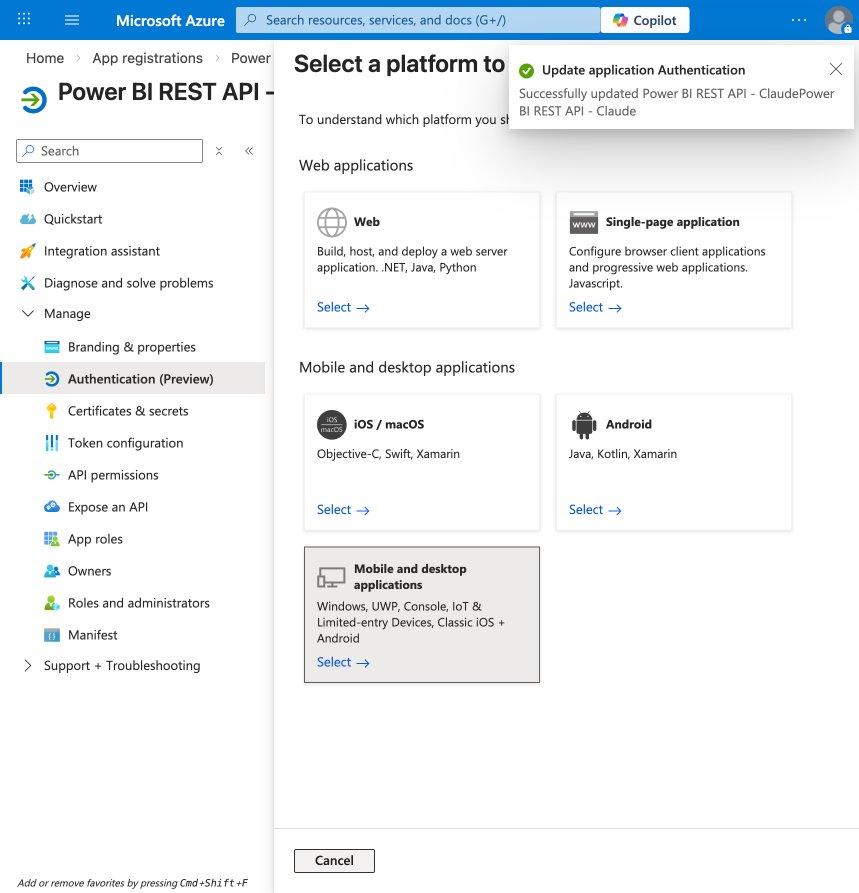 Microsoft Azure
Search resources, services, and docs (G+/)
Copilot
Home
App registrations
Power
Power BI REST API -
Search
Overview
Quickstart
Integration assistant
Diagnose and solve problems
Manage
Branding & properties
Authentication (Preview)
Certificates & secrets
Token configuration
API permissions
Expose an API
App roles
Owners
Roles and administrators
Manifest
Support + Troubleshooting
Add or remove favorites by pressing Cmd+Shift+F
Select a platform to
To understand which platform you sh
Update application Authentication
Successfully updated Power BI REST API - ClaudePower
BI REST API - Claude
Web applications
Web
Build, host, and deploy a web server
application. .NET, Java, Python
Select
WWW
Single-page application
Configure browser client applications
and progressive web applications.
Javascript.
Select
Mobile and desktop applications
iOS
macOS
iOS / macOS
Objective-C, Swift, Xamarin
Select
Android
Java, Kotlin, Xamarin
Select
Mobile and desktop
applications
Windows, UWP, Console, IoT &
Limited-entry Devices, Classic iOS +
Android
Select
Cancel